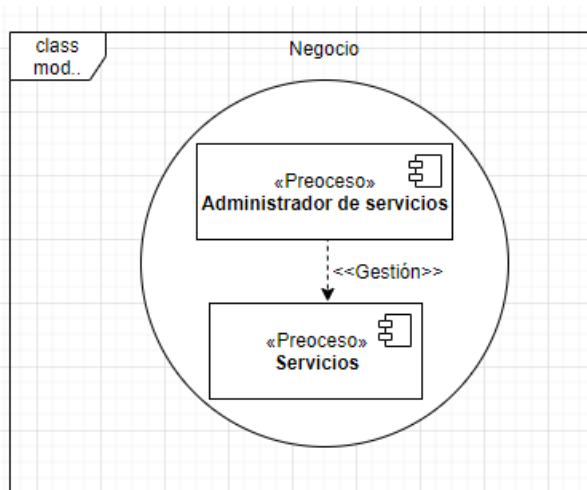 class
mod..
Negocio
«Preoceso»
Administrador de servicios
<<Gestión>>
«Preoceso»
Servicios